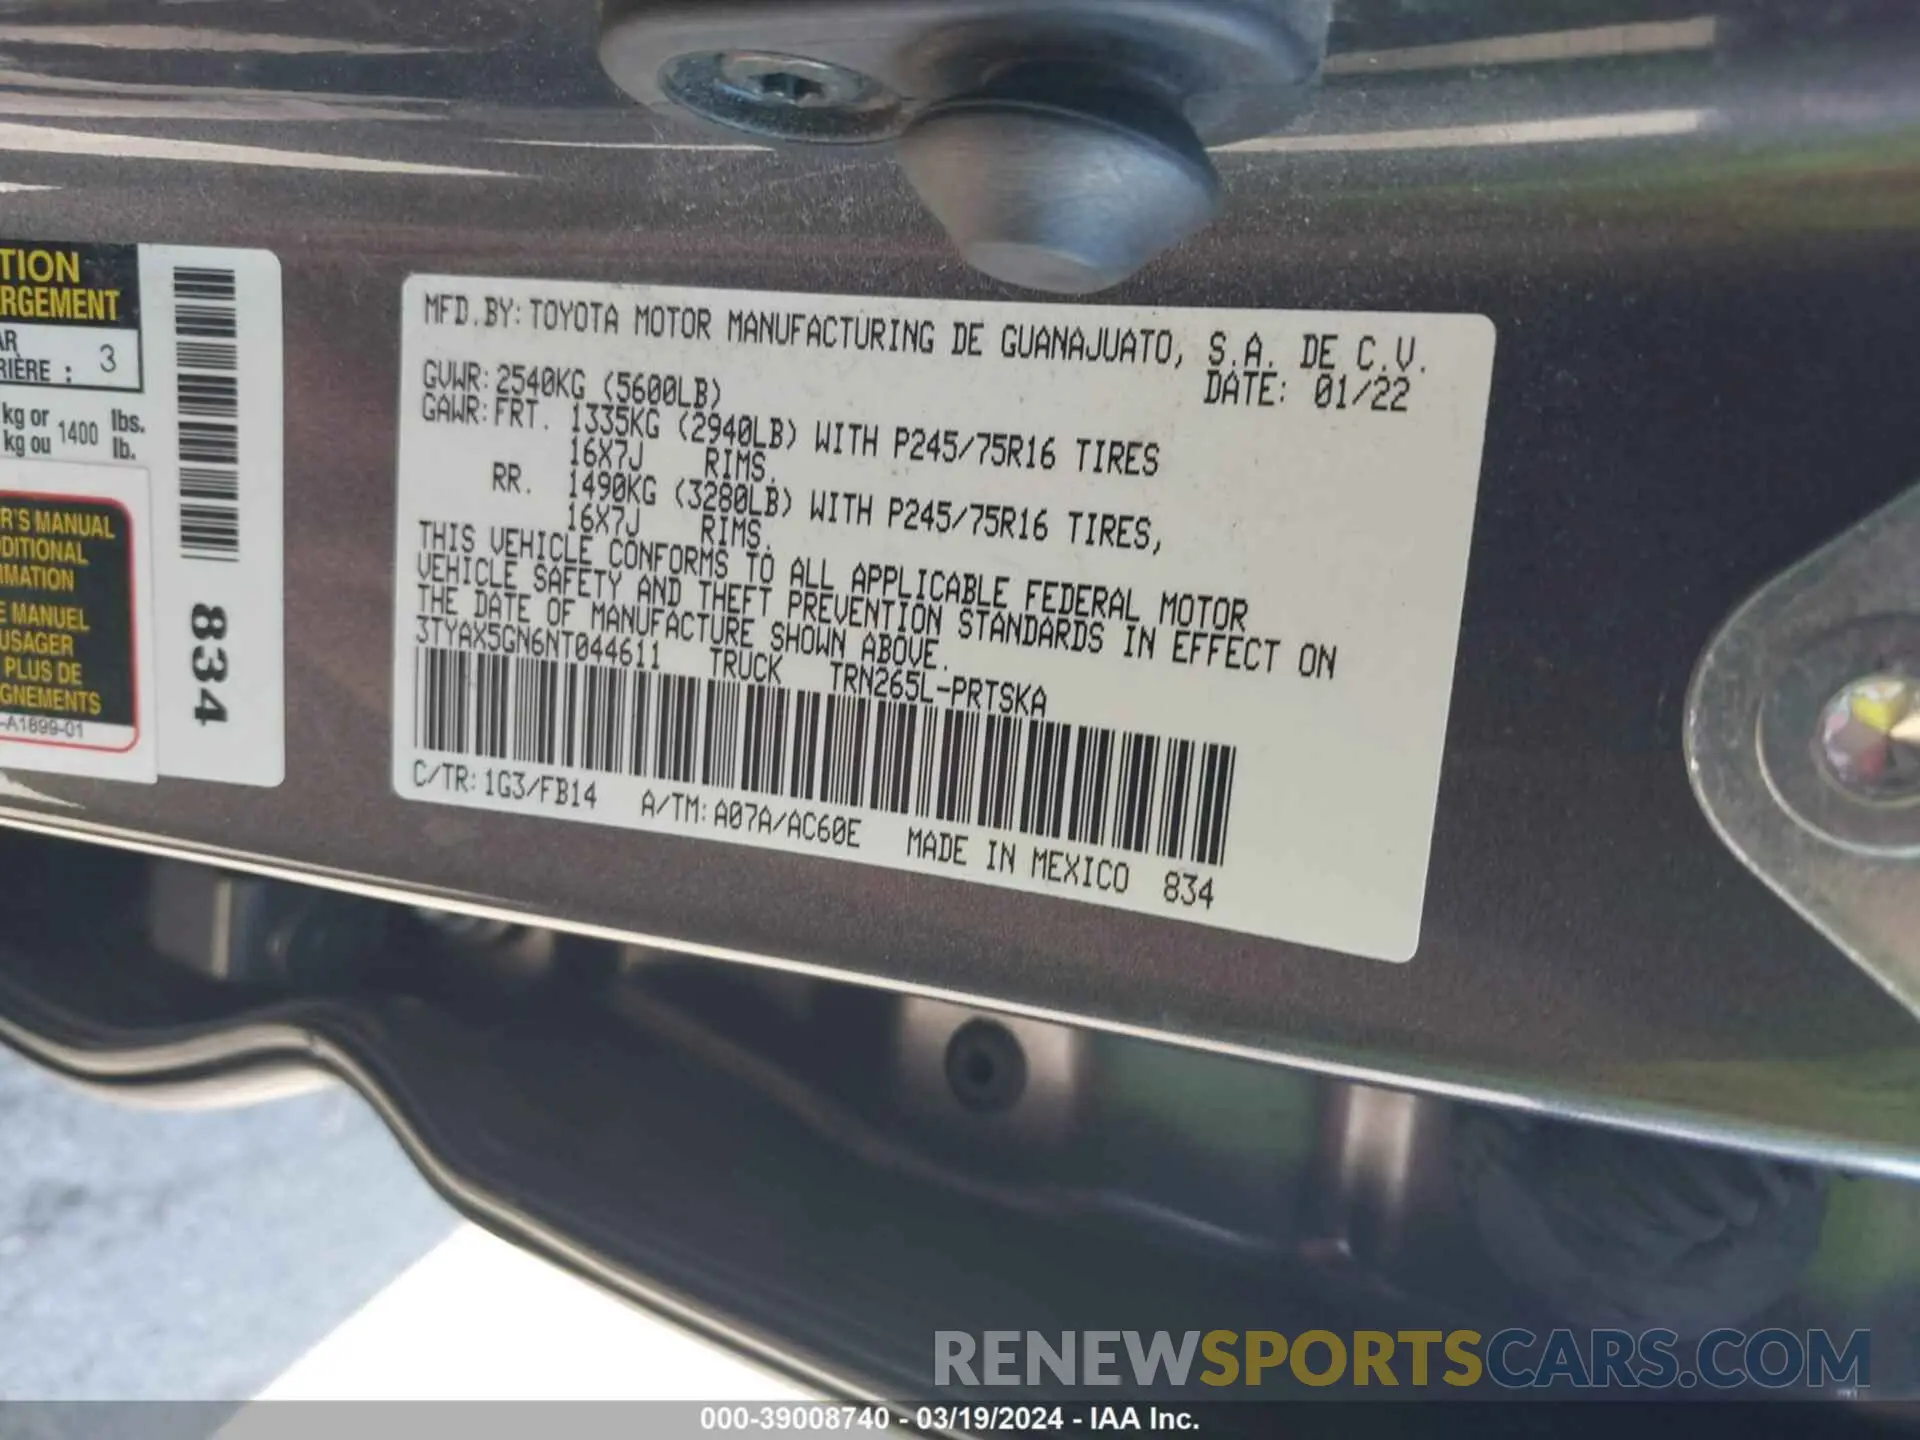 TION
ARGEMENT
AR
RIÈRE : 3
kg or 1400 lbs.
kg ou lb.
R'S MANUAL
DITIONAL
MATION
E MANUEL
USAGER
PLUS DE
GNEMENTS
-A1899-01
834
MFD.BY: TOYOTA MOTOR MANUFACTURING DE GUANAJUATO, S.A. DE C.V.
GVWR: 2540KG (5600LB) DATE: 01/22
GAWR: FRT. 1335KG (2940LB) WITH P245/75R16 TIRES
16X7J RIMS.
RR. 1490KG (3280LB) WITH P245/75R16 TIRES,
16X7J RIMS.
THIS VEHICLE CONFORMS TO ALL APPLICABLE FEDERAL MOTOR
VEHICLE SAFETY AND THEFT PREVENTION STANDARDS IN EFFECT ON
THE DATE OF MANUFACTURE SHOWN ABOVE.
3TYAX5GN6NT044611 TRUCK TRN265L-PRTSKA
C/TR: 1G3/FB14 A/TM: A07A/AC60E MADE IN MEXICO 834
RENEWSPORTSCARS.COM
000-39008740 - 03/19/2024 - IAA Inc.